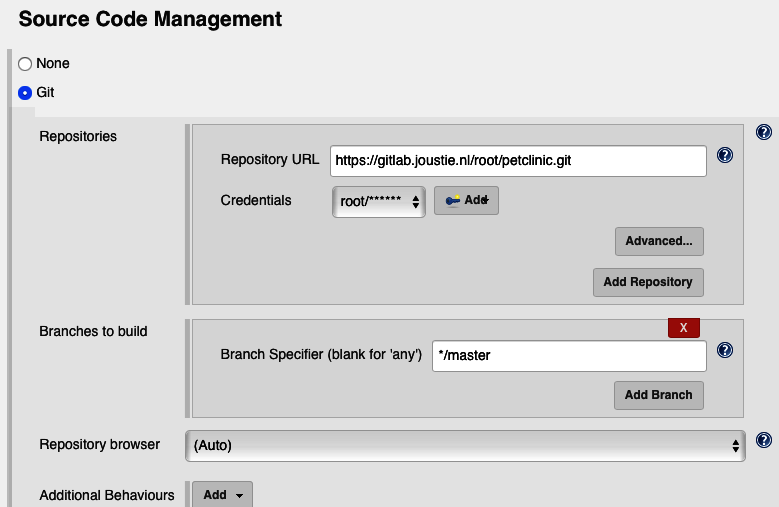 Source Code Management
None
Git
Repositories
Repository URL https://gitlab.joustie.nl/root/petclinic.git
Credentials root/****** Add
Advanced...
Add Repository
Branches to build
X
Branch Specifier (blank for 'any') */master
Add Branch
Repository browser (Auto)
Additional Behaviours Add